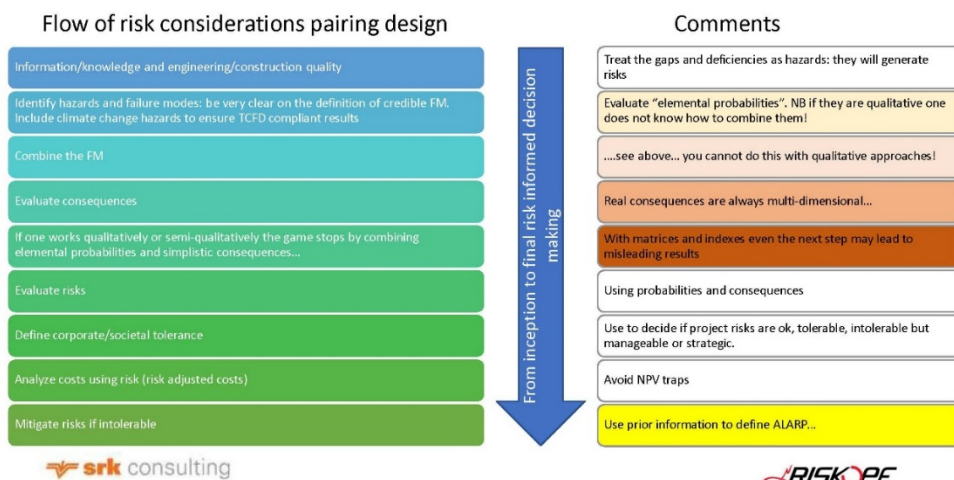 Flow of risk considerations pairing design
Comments
Information/knowledge and engineering/construction quality
Treat the gaps and deficiencies as hazards: they will generate
risks
Identify hazards and failure modes: be very clear on the definition of credible FM.
Include climate change hazards to ensure TCFD compliant results
Evaluate “elemental probabilities”. NB if they are qualitative one
does not know how to combine them!
Combine the FM
....see above... you cannot do this with qualitative approaches!
Evaluate consequences
Real consequences are always multi-dimensional...
If one works qualitatively or semi-qualitatively the game stops by combining
elemental probabilities and simplistic consequences...
With matrices and indexes even the next step may lead to
misleading results
Evaluate risks
Using probabilities and consequences
Define corporate/societal tolerance
Use to decide if project risks are ok, tolerable, intolerable but
manageable or strategic.
Analyze costs using risk (risk adjusted costs)
Avoid NPV traps
Mitigate risks if intolerable
Use prior information to define ALARP...
From inception to final risk informed decision
making
srk consulting